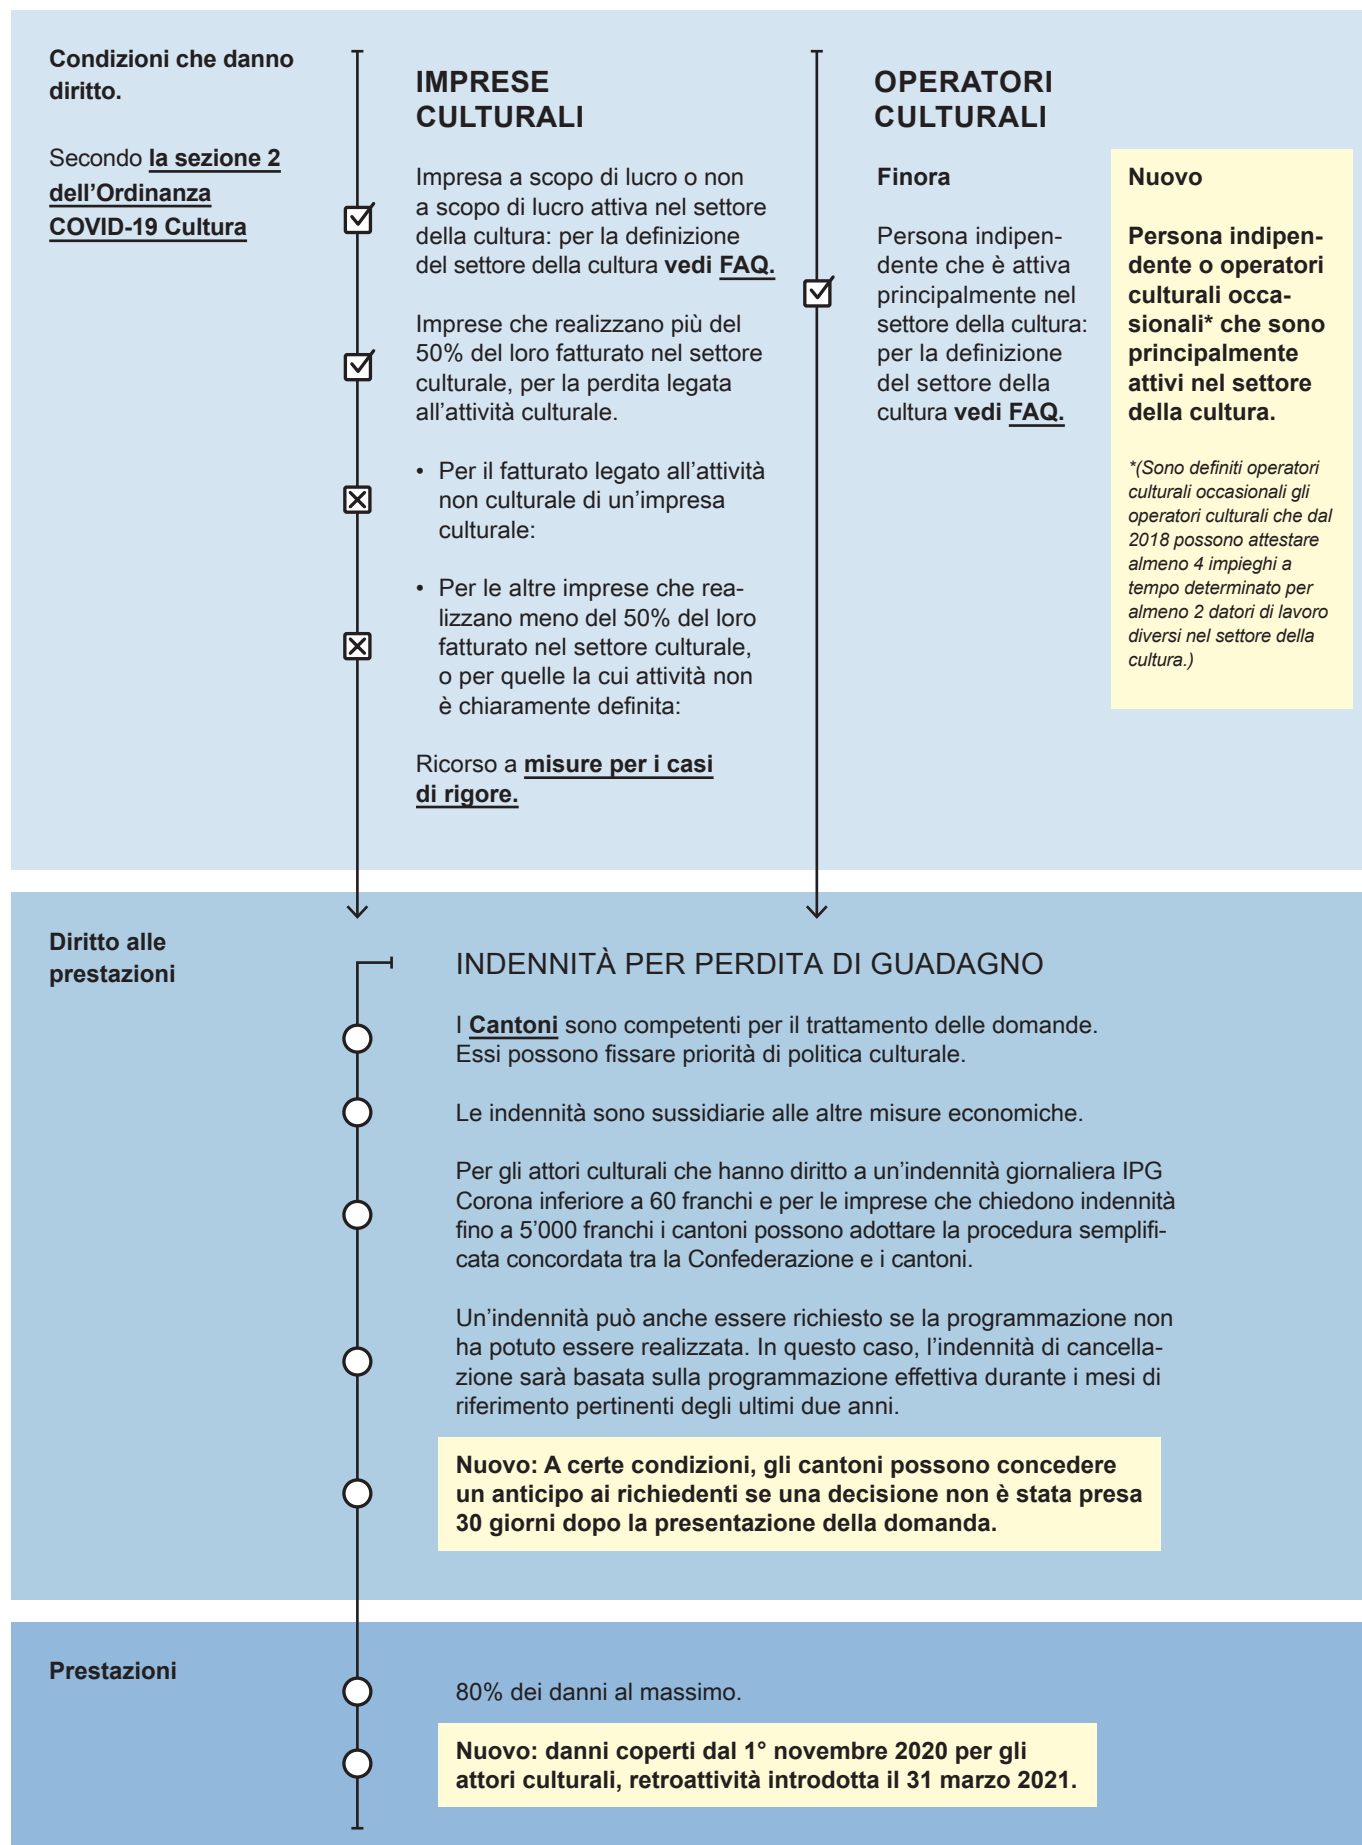 Condizioni che danno
diritto.
Secondo la sezione 2
dell’Ordinanza
COVID-19 Cultura
IMPRESE
CULTURALI
Impresa a scopo di lucro o non
a scopo di lucro attiva nel settore
della cultura: per la definizione
del settore della cultura vedi FAQ.
Imprese che realizzano più del
50% del loro fatturato nel settore
culturale, per la perdita legata
all’attività culturale.
• Per il fatturato legato all’attività
non culturale di un’impresa
culturale:
• Per le altre imprese che rea-
lizzano meno del 50% del loro
fatturato nel settore culturale,
o per quelle la cui attività non
è chiaramente definita:
Ricorso a misure per i casi
di rigore.
OPERATORI
CULTURALI
Finora
Persona indipen-
dente che è attiva
principalmente nel
settore della cultura:
per la definizione
del settore della
cultura vedi FAQ.
Nuovo
Persona indipen-
dente o operatori
culturali occa-
sionali* che sono
principalmente
attivi nel settore
della cultura.
*(Sono definiti operatori
culturali occasionali gli
operatori culturali che dal
2018 possono attestare
almeno 4 impieghi a
tempo determinato per
almeno 2 datori di lavoro
diversi nel settore della
cultura.)
Diritto alle
prestazioni
INDENNITÀ PER PERDITA DI GUADAGNO
I Cantoni sono competenti per il trattamento delle domande.
Essi possono fissare priorità di politica culturale.
Le indennità sono sussidiarie alle altre misure economiche.
Per gli attori culturali che hanno diritto a un’indennità giornaliera IPG
Corona inferiore a 60 franchi e per le imprese che chiedono indennità
fino a 5’000 franchi i cantoni possono adottare la procedura semplifi-
cata concordata tra la Confederazione e i cantoni.
Un’indennità può anche essere richiesto se la programmazione non
ha potuto essere realizzata. In questo caso, l’indennità di cancella-
zione sarà basata sulla programmazione effettiva durante i mesi di
riferimento pertinenti degli ultimi due anni.
Nuovo: A certe condizioni, gli cantoni possono concedere
un anticipo ai richiedenti se una decisione non è stata presa
30 giorni dopo la presentazione della domanda.
Prestazioni
80% dei danni al massimo.
Nuovo: danni coperti dal 1° novembre 2020 per gli
attori culturali, retroattività introdotta il 31 marzo 2021.